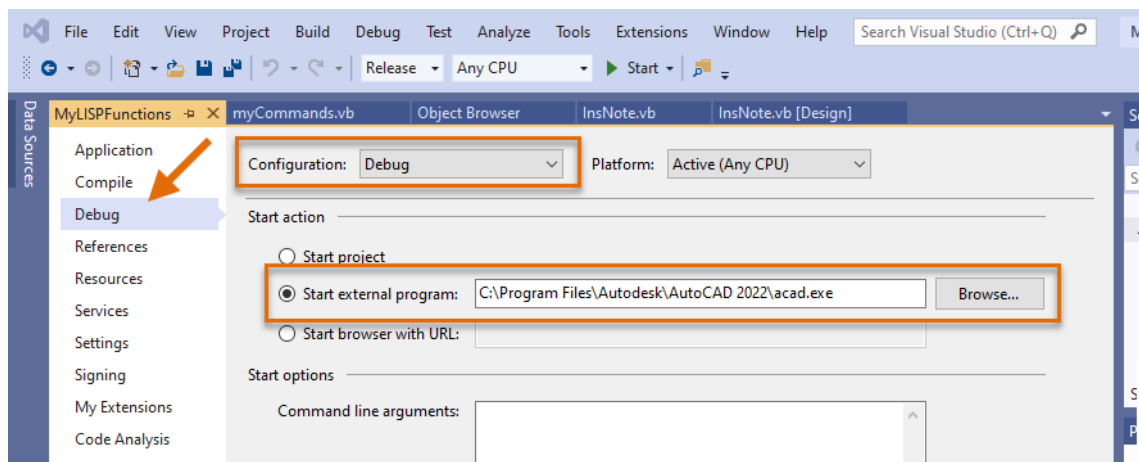 File Edit View Project Build Debug Test Analyze Tools Extensions Window Help Search Visual Studio (Ctrl+Q)
Release Any CPU Start
Data Sources
MyLISPFunctions myCommands.vb Object Browser InsNote.vb InsNote.vb [Design]
Application
Compile
Debug
References
Resources
Services
Settings
Signing
My Extensions
Code Analysis
Configuration: Debug Platform: Active (Any CPU)
Start action
Start project
Start external program: C:\Program Files\Autodesk\AutoCAD 2022\acad.exe Browse...
Start browser with URL:
Start options
Command line arguments: